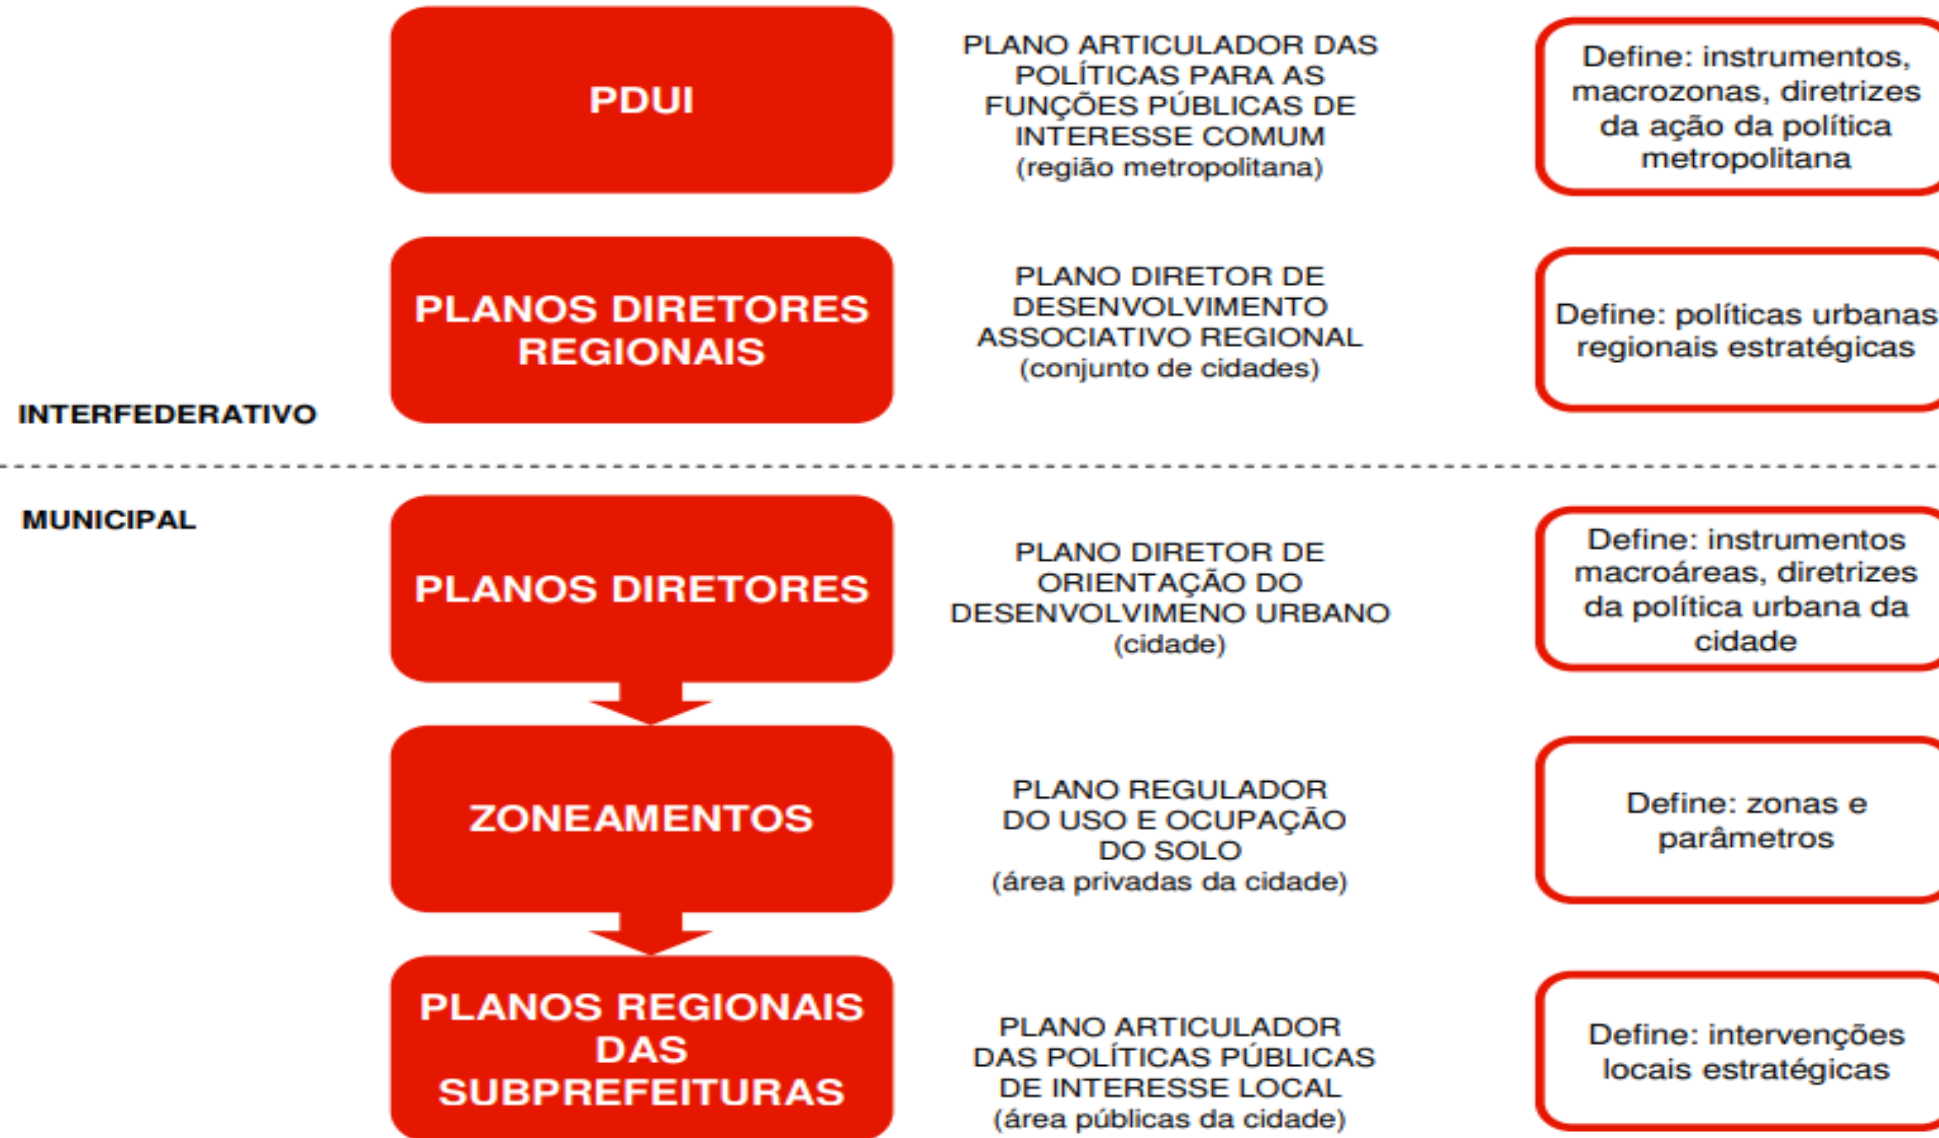 PDUI
PLANO ARTICULADOR DAS
POLÍTICAS PARA AS
FUNÇÕES PÚBLICAS DE
INTERESSE COMUM
(região metropolitana)
Define: instrumentos,
macrozonas, diretrizes
da ação da política
metropolitana
PLANOS DIRETORES
REGIONAIS
PLANO DIRETOR DE
DESENVOLVIMENTO
ASSOCIATIVO REGIONAL
(conjunto de cidades)
Define: políticas urbanas
regionais estratégicas
INTERFEDERATIVO
MUNICIPAL
PLANOS DIRETORES
PLANO DIRETOR DE
ORIENTAÇÃO DO
DESENVOLVIMENO URBANO
(cidade)
Define: instrumentos
macroáreas, diretrizes
da política urbana da
cidade
ZONEAMENTOS
PLANO REGULADOR
DO USO E OCUPAÇÃO
DO SOLO
(área privadas da cidade)
Define: zonas e
parâmetros
PLANOS REGIONAIS
DAS
SUBPREFEITURAS
PLANO ARTICULADOR
DAS POLÍTICAS PÚBLICAS
DE INTERESSE LOCAL
(área públicas da cidade)
Define: intervenções
locais estratégicas